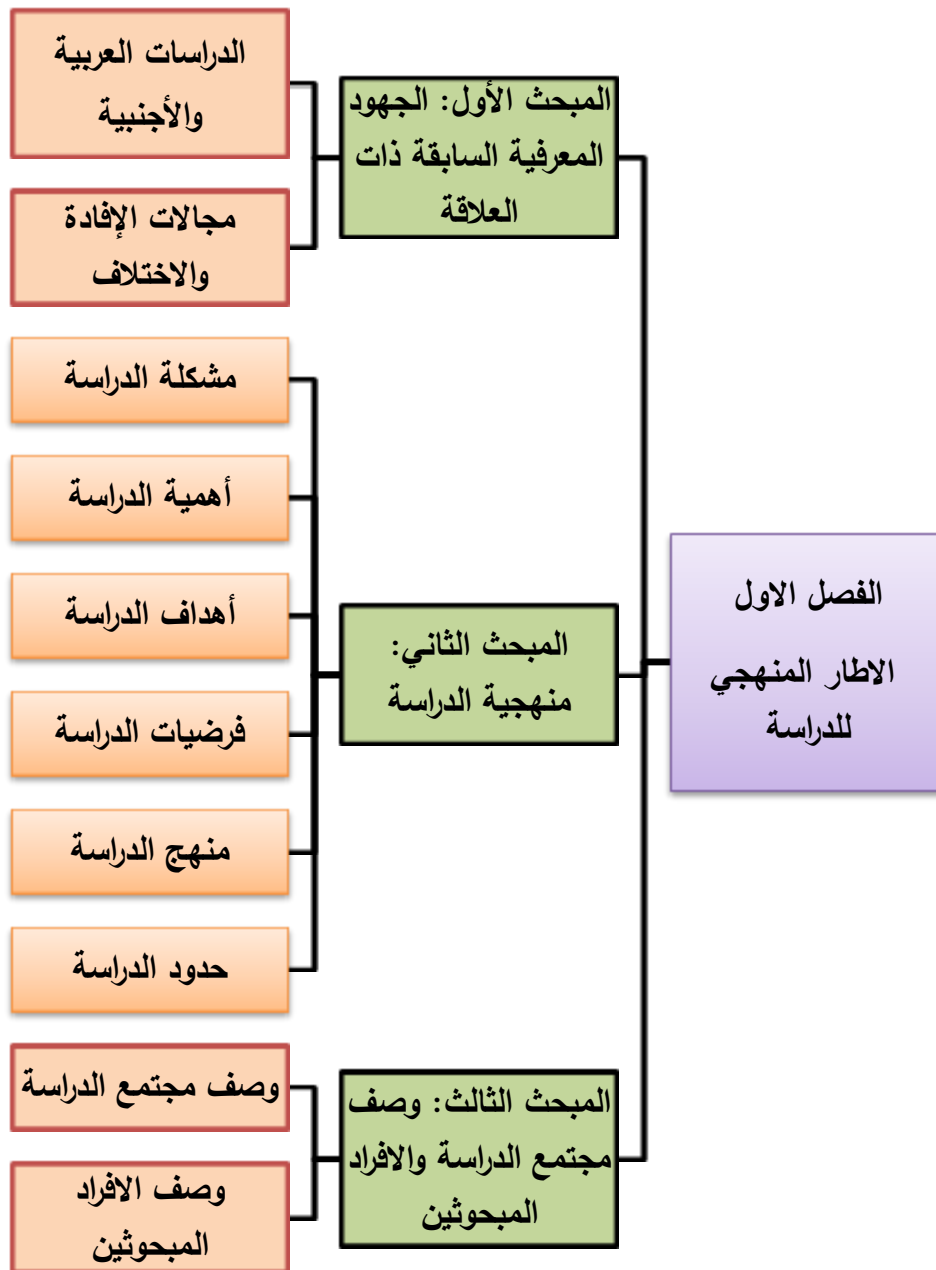 الفصل الاول
الاطار المنهجي
للدراسة
المبحث الأول: الجهود
المعرفية السابقة ذات
العلاقة
الدراسات العربية
والأجنبية
مجالات الإفادة
والاختلاف
المبحث الثاني:
منهجية الدراسة
مشكلة الدراسة
أهمية الدراسة
أهداف الدراسة
فرضيات الدراسة
منهج الدراسة
حدود الدراسة
المبحث الثالث: وصف
مجتمع الدراسة والافراد
المبحوثين
وصف مجتمع الدراسة
وصف الافراد
المبحوثين